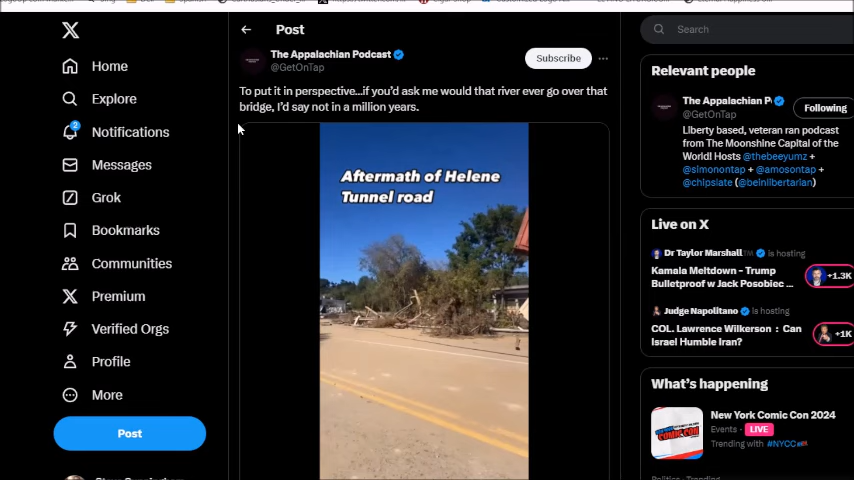 Post
The Appalachian Podcast
@GetOnTap
Subscribe
To put it in perspective...if you'd ask me would that river ever go over that
bridge, I'd say not in a million years.
Aftermath of Helene
Tunnel road
Home
Explore
2
Notifications
Messages
Grok
Bookmarks
Communities
Premium
Verified Orgs
Profile
More
Post
Search
Relevant people
The Appalachian P
@GetOnTap
Following
Liberty based, veteran ran podcast
from The Moonshine Capital of the
World! Hosts @thebeeyumz +
@simonontap + @amosontap +
@chipslate (@beinlibertarian)
Live on X
Dr Taylor Marshall™ is hosting
Kamala Meltdown - Trump
Bulletproof w Jack Posobiec ...
+1.3K
Judge Napolitano is hosting
COL. Lawrence Wilkerson : Can
Israel Humble Iran?
+1K
What's happening
New York Comic Con 2024
Events - LIVE
Trending with #NYCC